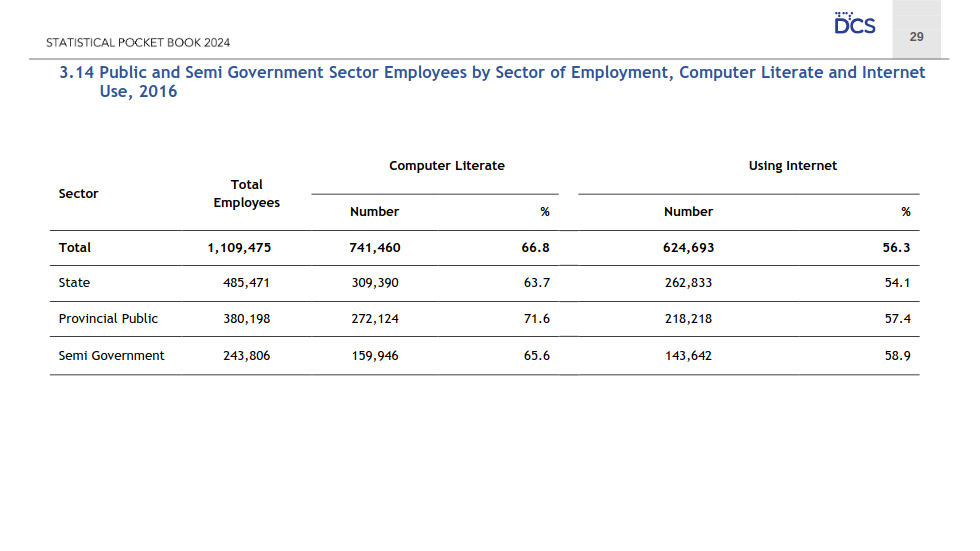 DCS
29
STATISTICAL POCKET BOOK 2024
3.14 Public and Semi Government Sector Employees by Sector of Employment, Computer Literate and Internet
Use, 2016
Sector
Total
Employees
Computer Literate
Using Internet
Number % Number %
Total 1,109,475 741,460 66.8 624,693 56.3
State 485,471 309,390 63.7 262,833 54.1
Provincial Public 380,198 272,124 71.6 218,218 57.4
Semi Government 243,806 159,946 65.6 143,642 58.9